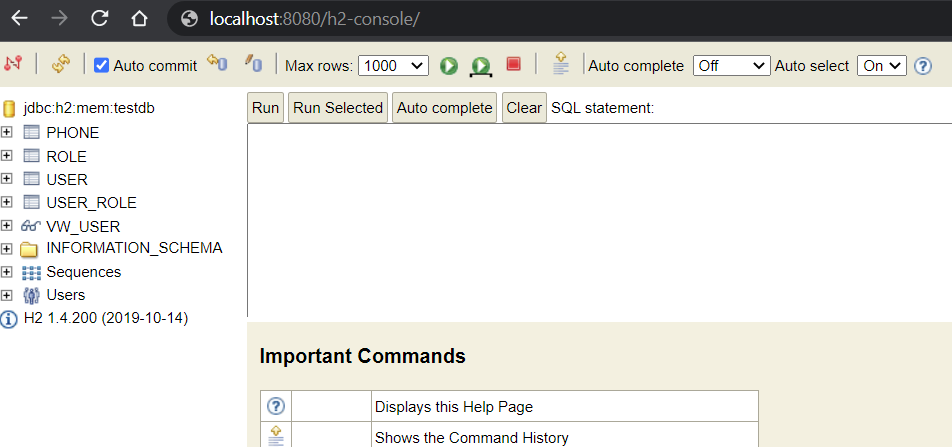 localhost:8080/h2-console/
Auto commit Max rows: 1000 Auto complete Off Auto select On
jdbc:h2:mem:testdb
PHONE
ROLE
USER
USER_ROLE
VW_USER
INFORMATION_SCHEMA
Sequences
Users
H2 1.4.200 (2019-10-14)
Run Run Selected Auto complete Clear SQL statement:
Important Commands
Displays this Help Page
Shows the Command History